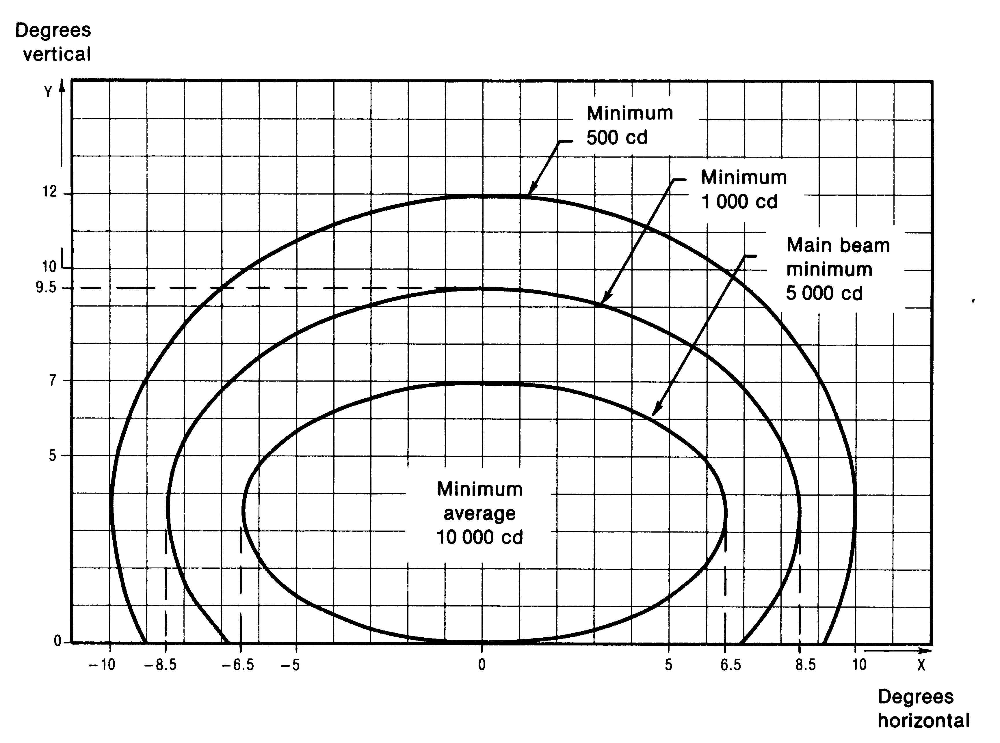 Degrees
vertical
Y
Minimum
500 cd
Minimum
1 000 cd
Main beam
minimum
5 000 cd
12
10
9.5
7
5
0
Minimum
average
10 000 cd
−10 −8.5 −6.5 −5 0 5 6.5 8.5 10 X
Degrees
horizontal